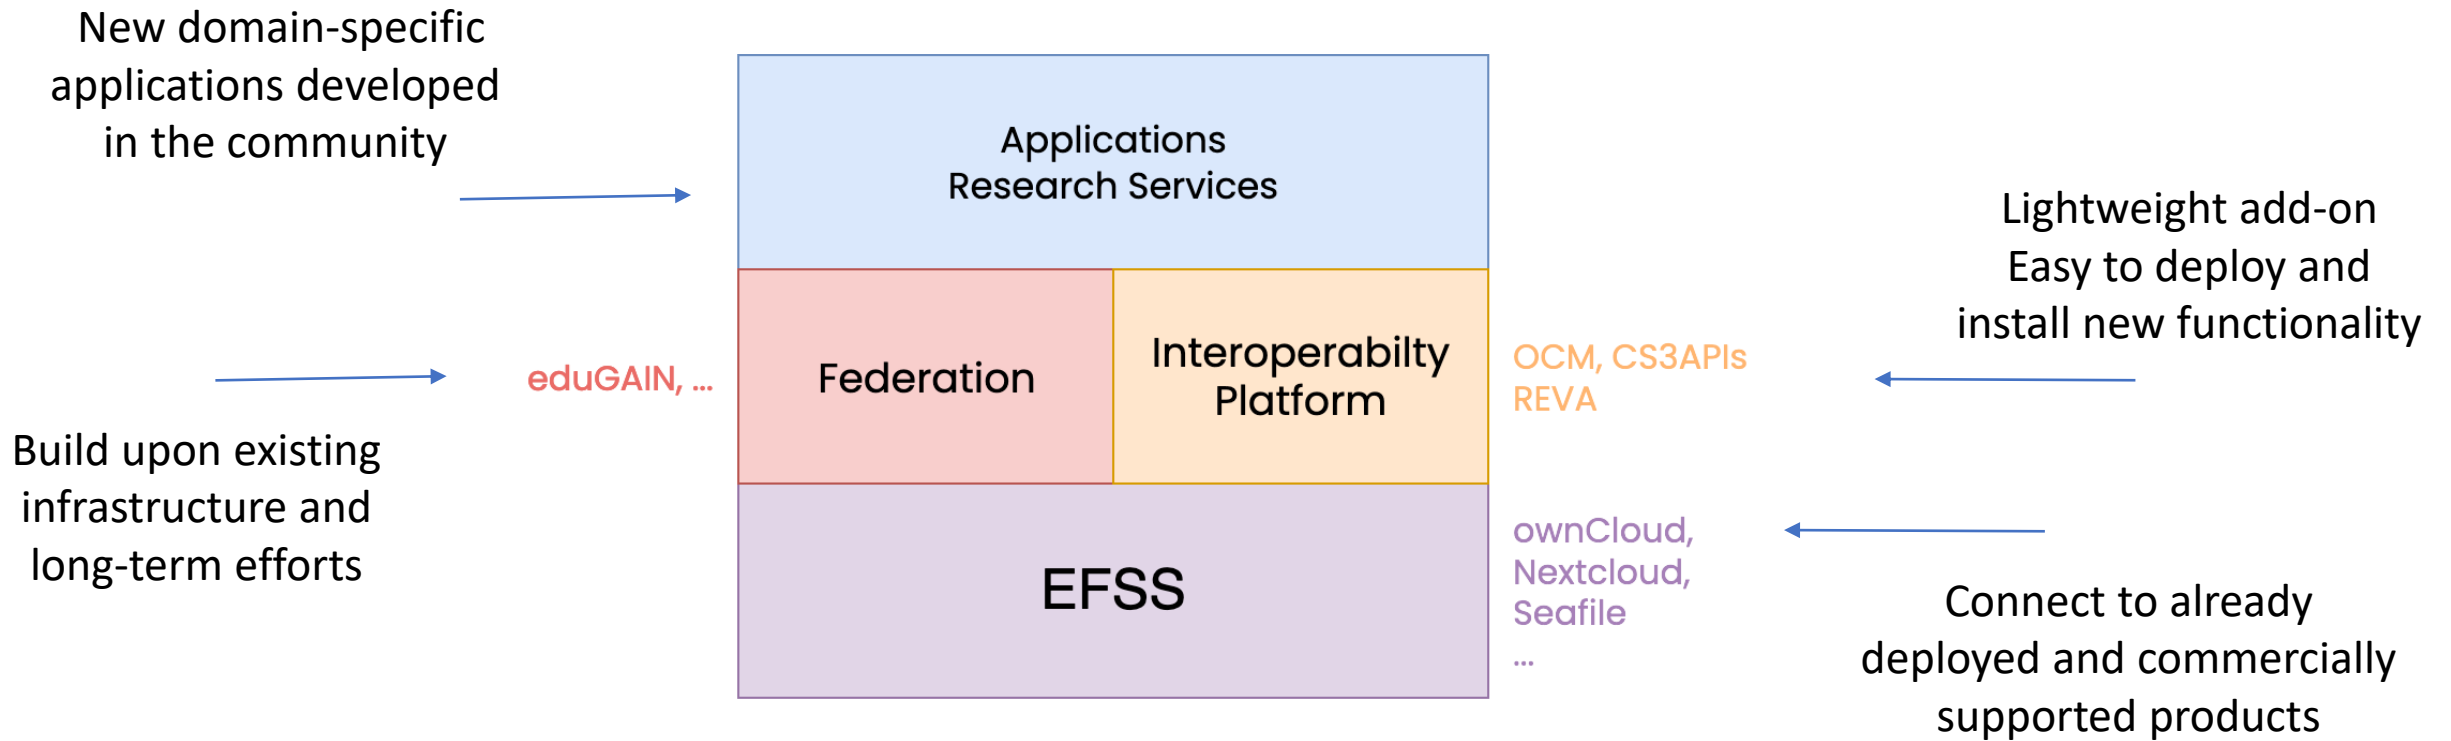 New domain-specific
applications developed
in the community
Applications
Research Services
Lightweight add-on
Easy to deploy and
install new functionality
eduGAIN, ...
Federation
Interoperabilty
Platform
OCM, CS3APIs
REVA
Build upon existing
infrastructure and
long-term efforts
EFSS
ownCloud,
Nextcloud,
Seafile
...
Connect to already
deployed and commercially
supported products